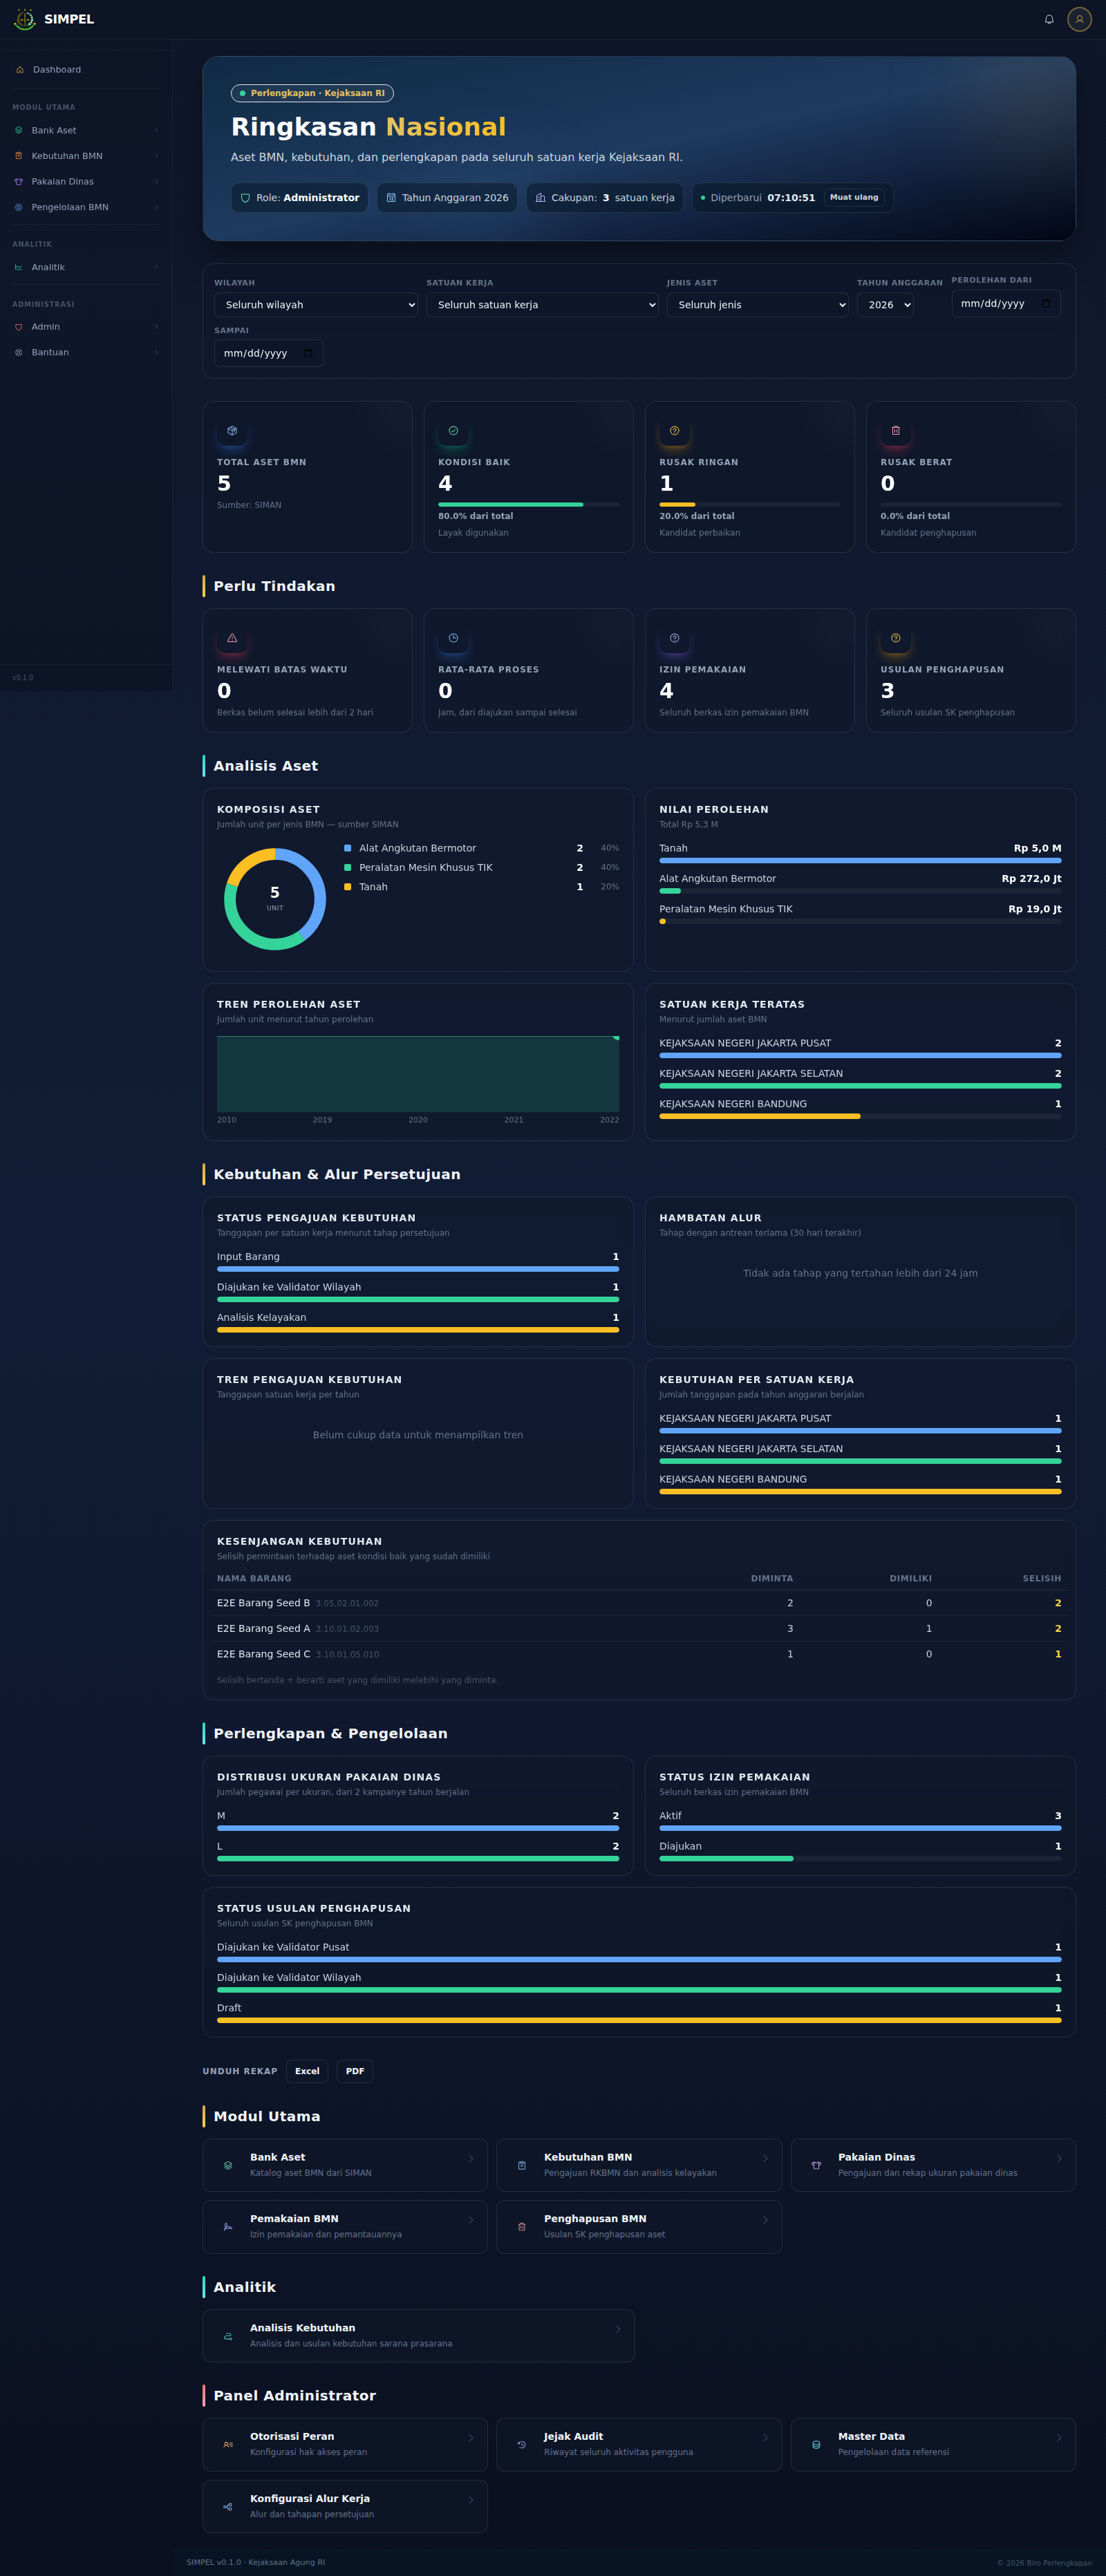 SIMPEL
Dashboard
MODUL UTAMA
Bank Aset
Kebutuhan BMN
Pakaian Dinas
Pengelolaan BMN
ANALITIK
Analitik
ADMINISTRASI
Admin
Bantuan
v0.1.0
Perlengkapan · Kejaksaan RI
Ringkasan Nasional
Aset BMN, kebutuhan, dan perlengkapan pada seluruh satuan kerja Kejaksaan RI.
Role: Administrator
Tahun Anggaran 2026
Cakupan: 3 satuan kerja
Diperbarui 07:10:51 Muat ulang
WILAYAH
Seluruh wilayah
SATUAN KERJA
Seluruh satuan kerja
JENIS ASET
Seluruh jenis
TAHUN ANGGARAN
2026
PEROLEHAN DARI
mm/dd/yyyy
SAMPAI
mm/dd/yyyy
TOTAL ASET BMN
5
Sumber: SIMAN
KONDISI BAIK
4
80.0% dari total
Layak digunakan
RUSAK RINGAN
1
20.0% dari total
Kandidat perbaikan
RUSAK BERAT
0
0.0% dari total
Kandidat penghapusan
Perlu Tindakan
MELEWATI BATAS WAKTU
0
Berkas belum selesai lebih dari 2 hari
RATA-RATA PROSES
0
Jam, dari diajukan sampai selesai
IZIN PEMAKAIAN
4
Seluruh berkas izin pemakaian BMN
USULAN PENGHAPUSAN
3
Seluruh usulan SK penghapusan
Analisis Aset
KOMPOSISI ASET
Jumlah unit per jenis BMN — sumber SIMAN
5
UNIT
Alat Angkutan Bermotor 2 40%
Peralatan Mesin Khusus TIK 2 40%
Tanah 1 20%
NILAI PEROLEHAN
Total Rp 5,3 M
Tanah Rp 5,0 M
Alat Angkutan Bermotor Rp 272,0 Jt
Peralatan Mesin Khusus TIK Rp 19,0 Jt
TREN PEROLEHAN ASET
Jumlah unit menurut tahun perolehan
2010 2019 2020 2021 2022
SATUAN KERJA TERATAS
Menurut jumlah aset BMN
KEJAKSAAN NEGERI JAKARTA PUSAT 2
KEJAKSAAN NEGERI JAKARTA SELATAN 2
KEJAKSAAN NEGERI BANDUNG 1
Kebutuhan & Alur Persetujuan
STATUS PENGAJUAN KEBUTUHAN
Tanggapan per satuan kerja menurut tahap persetujuan
Input Barang 1
Diajukan ke Validator Wilayah 1
Analisis Kelayakan 1
HAMBATAN ALUR
Tahap dengan antrean terlama (30 hari terakhir)
Tidak ada tahap yang tertahan lebih dari 24 jam
TREN PENGAJUAN KEBUTUHAN
Tanggapan satuan kerja per tahun
Belum cukup data untuk menampilkan tren
KEBUTUHAN PER SATUAN KERJA
Jumlah tanggapan pada tahun anggaran berjalan
KEJAKSAAN NEGERI JAKARTA PUSAT 1
KEJAKSAAN NEGERI JAKARTA SELATAN 1
KEJAKSAAN NEGERI BANDUNG 1
KESENJANGAN KEBUTUHAN
Selisih permintaan terhadap aset kondisi baik yang sudah dimiliki
NAMA BARANG DIMINTA DIMILIKI SELISIH
E2E Barang Seed B 3.05.02.01.002 2 0 2
E2E Barang Seed A 3.10.01.02.003 3 1 2
E2E Barang Seed C 3.10.01.05.010 1 0 1
Selisih bertanda + berarti aset yang dimiliki melebihi yang diminta.
Perlengkapan & Pengelolaan
DISTRIBUSI UKURAN PAKAIAN DINAS
Jumlah pegawai per ukuran, dari 2 kampanye tahun berjalan
M 2
L 2
STATUS IZIN PEMAKAIAN
Seluruh berkas izin pemakaian BMN
Aktif 3
Diajukan 1
STATUS USULAN PENGHAPUSAN
Seluruh usulan SK penghapusan BMN
Diajukan ke Validator Pusat 1
Diajukan ke Validator Wilayah 1
Draft 1
UNDUH REKAP Excel PDF
Modul Utama
Bank Aset
Katalog aset BMN dari SIMAN
Kebutuhan BMN
Pengajuan RKBMN dan analisis kelayakan
Pakaian Dinas
Pengajuan dan rekap ukuran pakaian dinas
Pemakaian BMN
Izin pemakaian dan pemantauannya
Penghapusan BMN
Usulan SK penghapusan aset
Analitik
Analisis Kebutuhan
Analisis dan usulan kebutuhan sarana prasarana
Panel Administrator
Otorisasi Peran
Konfigurasi hak akses peran
Jejak Audit
Riwayat seluruh aktivitas pengguna
Master Data
Pengelolaan data referensi
Konfigurasi Alur Kerja
Alur dan tahapan persetujuan
SIMPEL v0.1.0 · Kejaksaan Agung RI
© 2026 Biro Perlengkapan